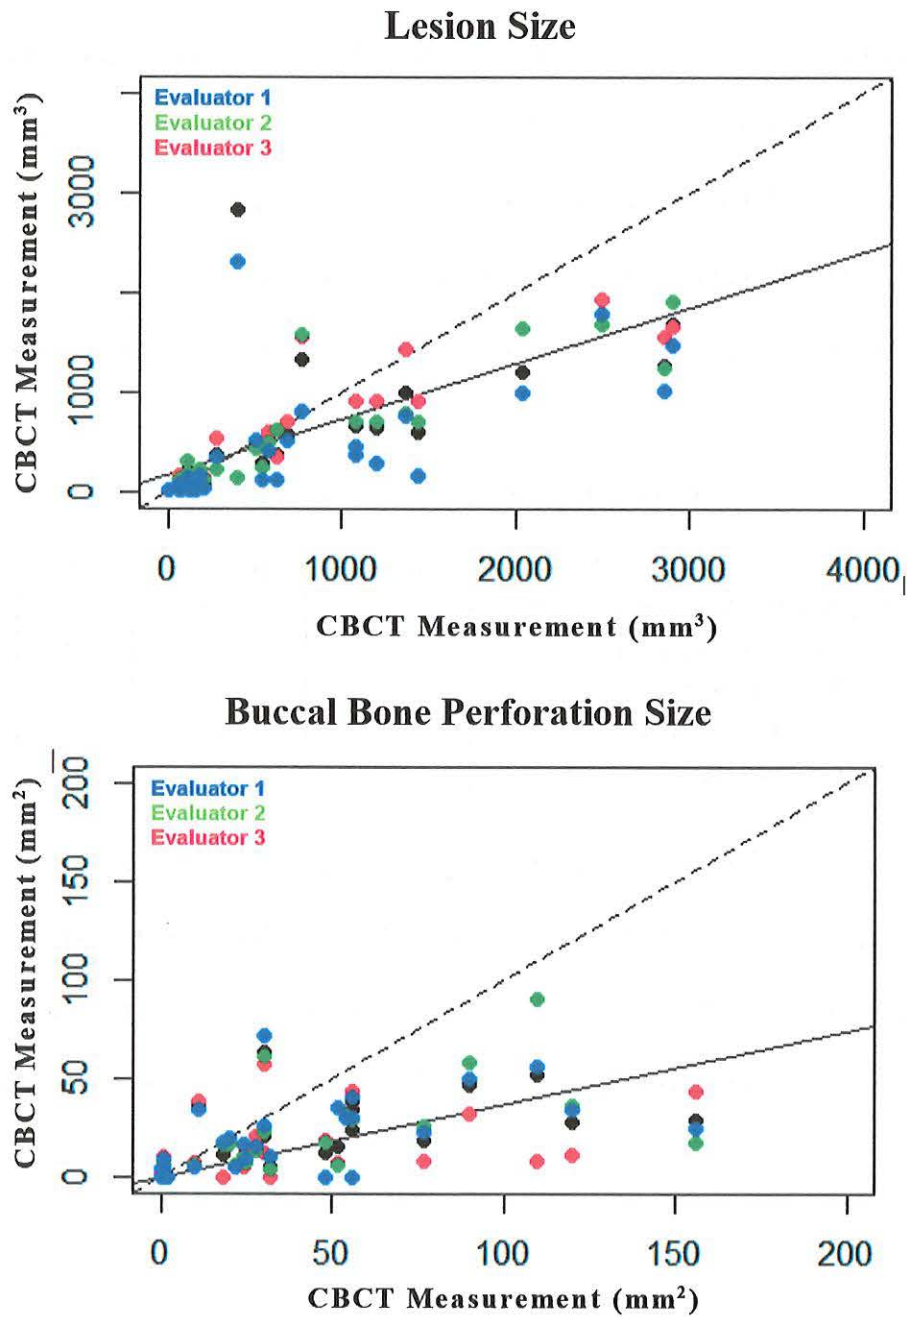 Lesion Size
Evaluator 1
Evaluator 2
Evaluator 3
CBCT Measurement (mm³)
3000
1000
0
0 1000 2000 3000 4000
CBCT Measurement (mm³)
Buccal Bone Perforation Size
Evaluator 1
Evaluator 2
Evaluator 3
CBCT Measurement (mm²)
200
150
100
50
0
0 50 100 150 200
CBCT Measurement (mm²)